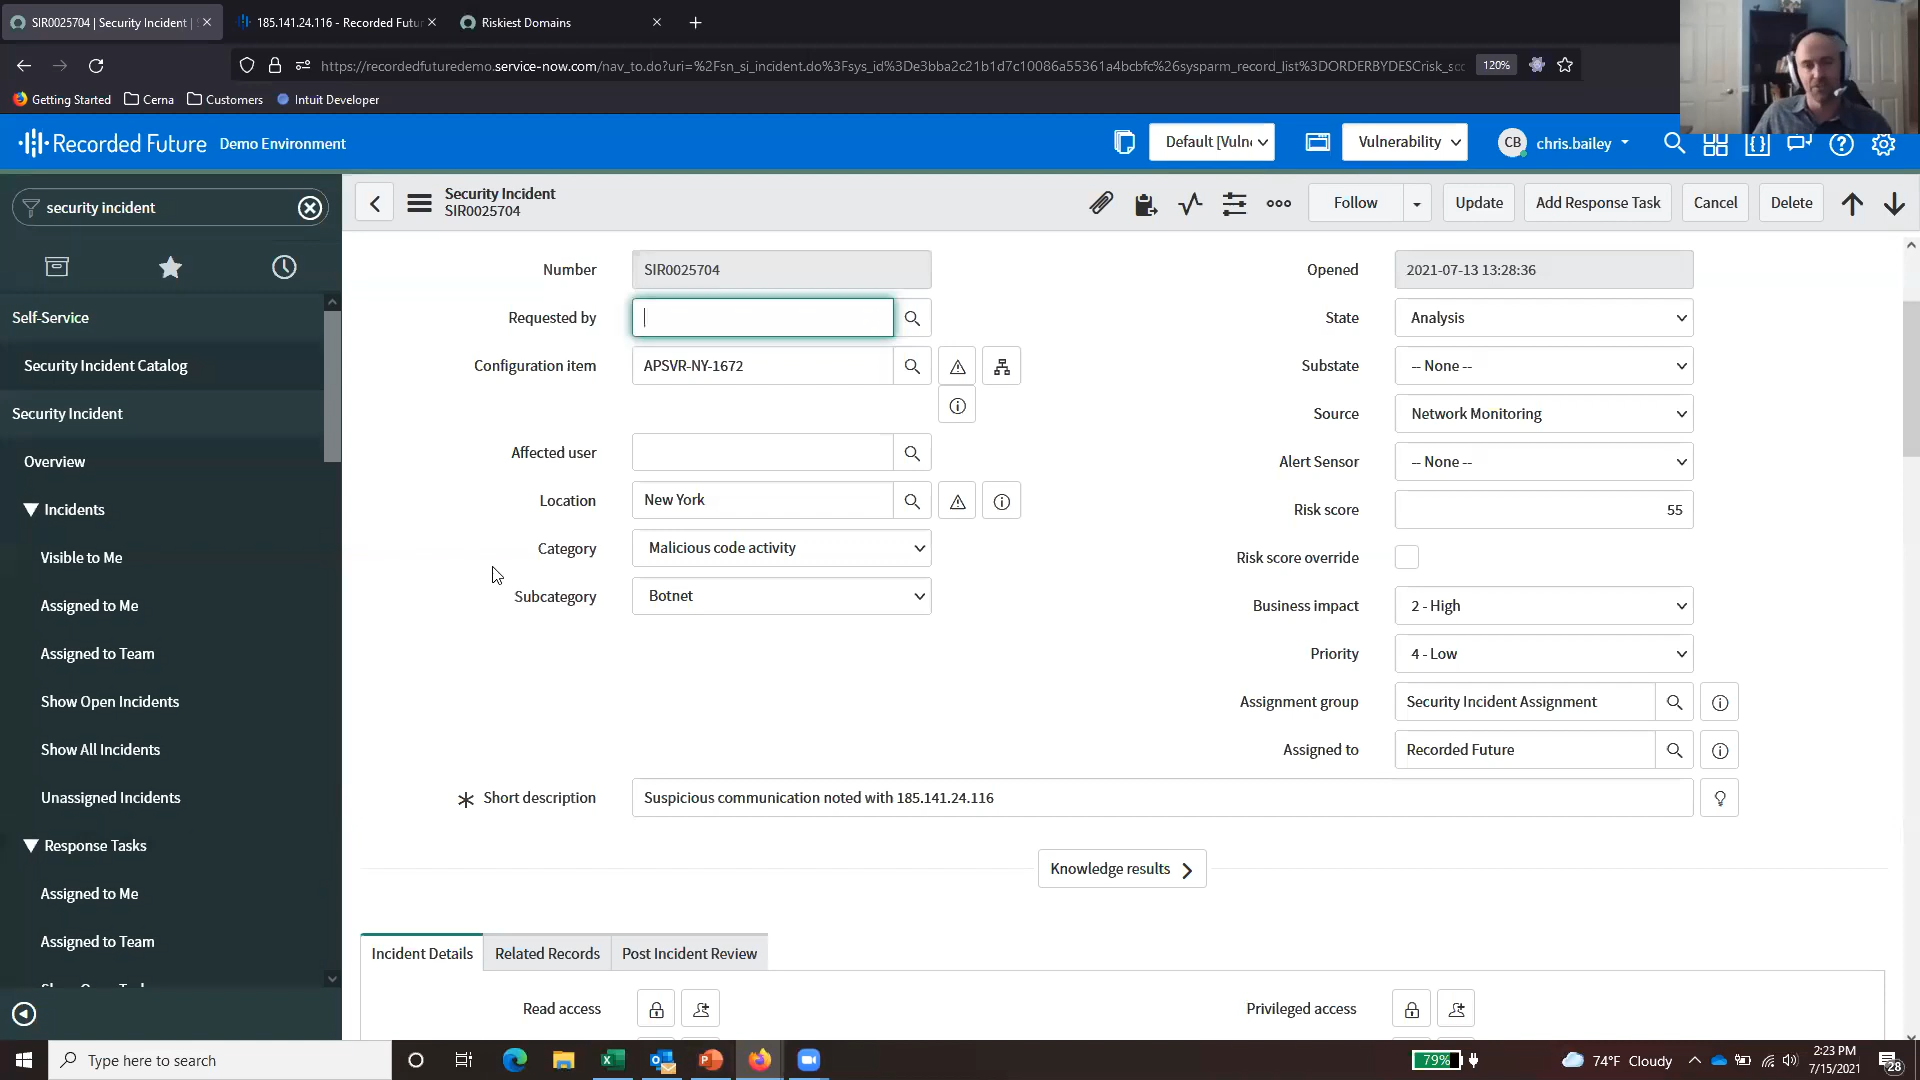 SIR0025704 | Security Incident |
185.141.24.116 - Recorded Futur
Riskiest Domains
https://recordedfuturedemo.service-now.com/nav_to.do?uri=%2Fsn_si_incident.do%3Fsys_id%3De3bba2c21b1d7c10086a55361a4bcbfc%26sysparm_record_list%3DORDERBYDESCrisk_sco
120%
Getting Started
Cerna
Customers
Intuit Developer
Recorded Future
Demo Environment
Default [Vuln
Vulnerability
CB
chris.bailey
security incident
Security Incident
SIR0025704
Follow
Update
Add Response Task
Cancel
Delete
Self-Service
Security Incident Catalog
Security Incident
Overview
Incidents
Visible to Me
Assigned to Me
Assigned to Team
Show Open Incidents
Show All Incidents
Unassigned Incidents
Response Tasks
Assigned to Me
Assigned to Team
Number
SIR0025704
Requested by
Configuration item
APSVR-NY-1672
Affected user
Location
New York
Category
Malicious code activity
Subcategory
Botnet
Opened
2021-07-13 13:28:36
State
Analysis
Substate
-- None --
Source
Network Monitoring
Alert Sensor
-- None --
Risk score
55
Risk score override
Business impact
2 - High
Priority
4 - Low
Assignment group
Security Incident Assignment
Assigned to
Recorded Future
Short description
Suspicious communication noted with 185.141.24.116
Knowledge results
Incident Details
Related Records
Post Incident Review
Read access
Privileged access
Type here to search
79%
74°F Cloudy
2:23 PM
7/15/2021
28